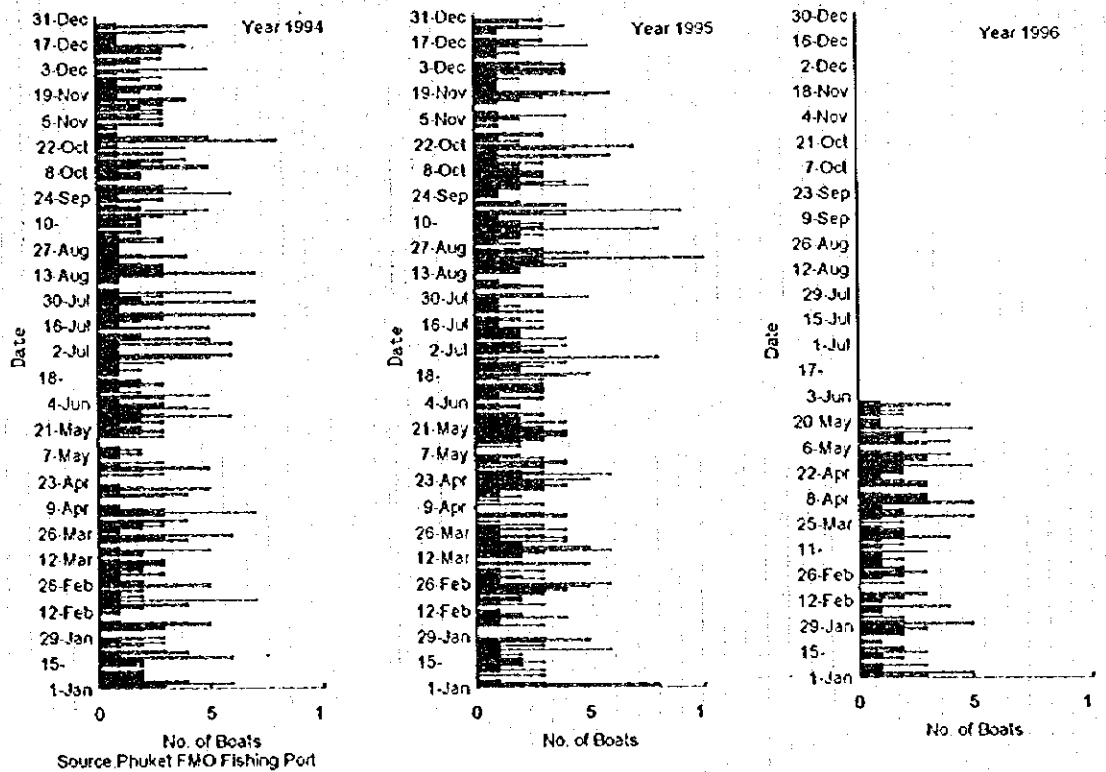 Year 1994
31-Dec
17-Dec
3-Dec
19-Nov
5-Nov
22-Oct
8-Oct
24-Sep
10-
27-Aug
13-Aug
30-Jul
16-Jul
2-Jul
18-
4-Jun
21-May
7-May
23-Apr
9-Apr
26-Mar
12-Mar
26-Feb
12-Feb
29-Jan
15-
1-Jan
Date
0 5 1
No. of Boats
Source.Phuket FMO Fishing Port
Year 1995
31-Dec
17-Dec
3-Dec
19-Nov
5-Nov
22-Oct
8-Oct
24-Sep
10-
27-Aug
13-Aug
30-Jul
16-Jul
2-Jul
18-
4-Jun
21-May
7-May
23-Apr
9-Apr
26-Mar
12-Mar
26-Feb
12-Feb
29-Jan
15-
1-Jan
Date
0 5 1
No. of Boats
Year 1996
30-Dec
16-Dec
2-Dec
18-Nov
4-Nov
21-Oct
7-Oct
23-Sep
9-Sep
26-Aug
12-Aug
29-Jul
15-Jul
1-Jul
17-
3-Jun
20-May
6-May
22-Apr
8-Apr
25-Mar
11-
26-Feb
12-Feb
29-Jan
15-
1-Jan
Date
0 5 1
No. of Boats